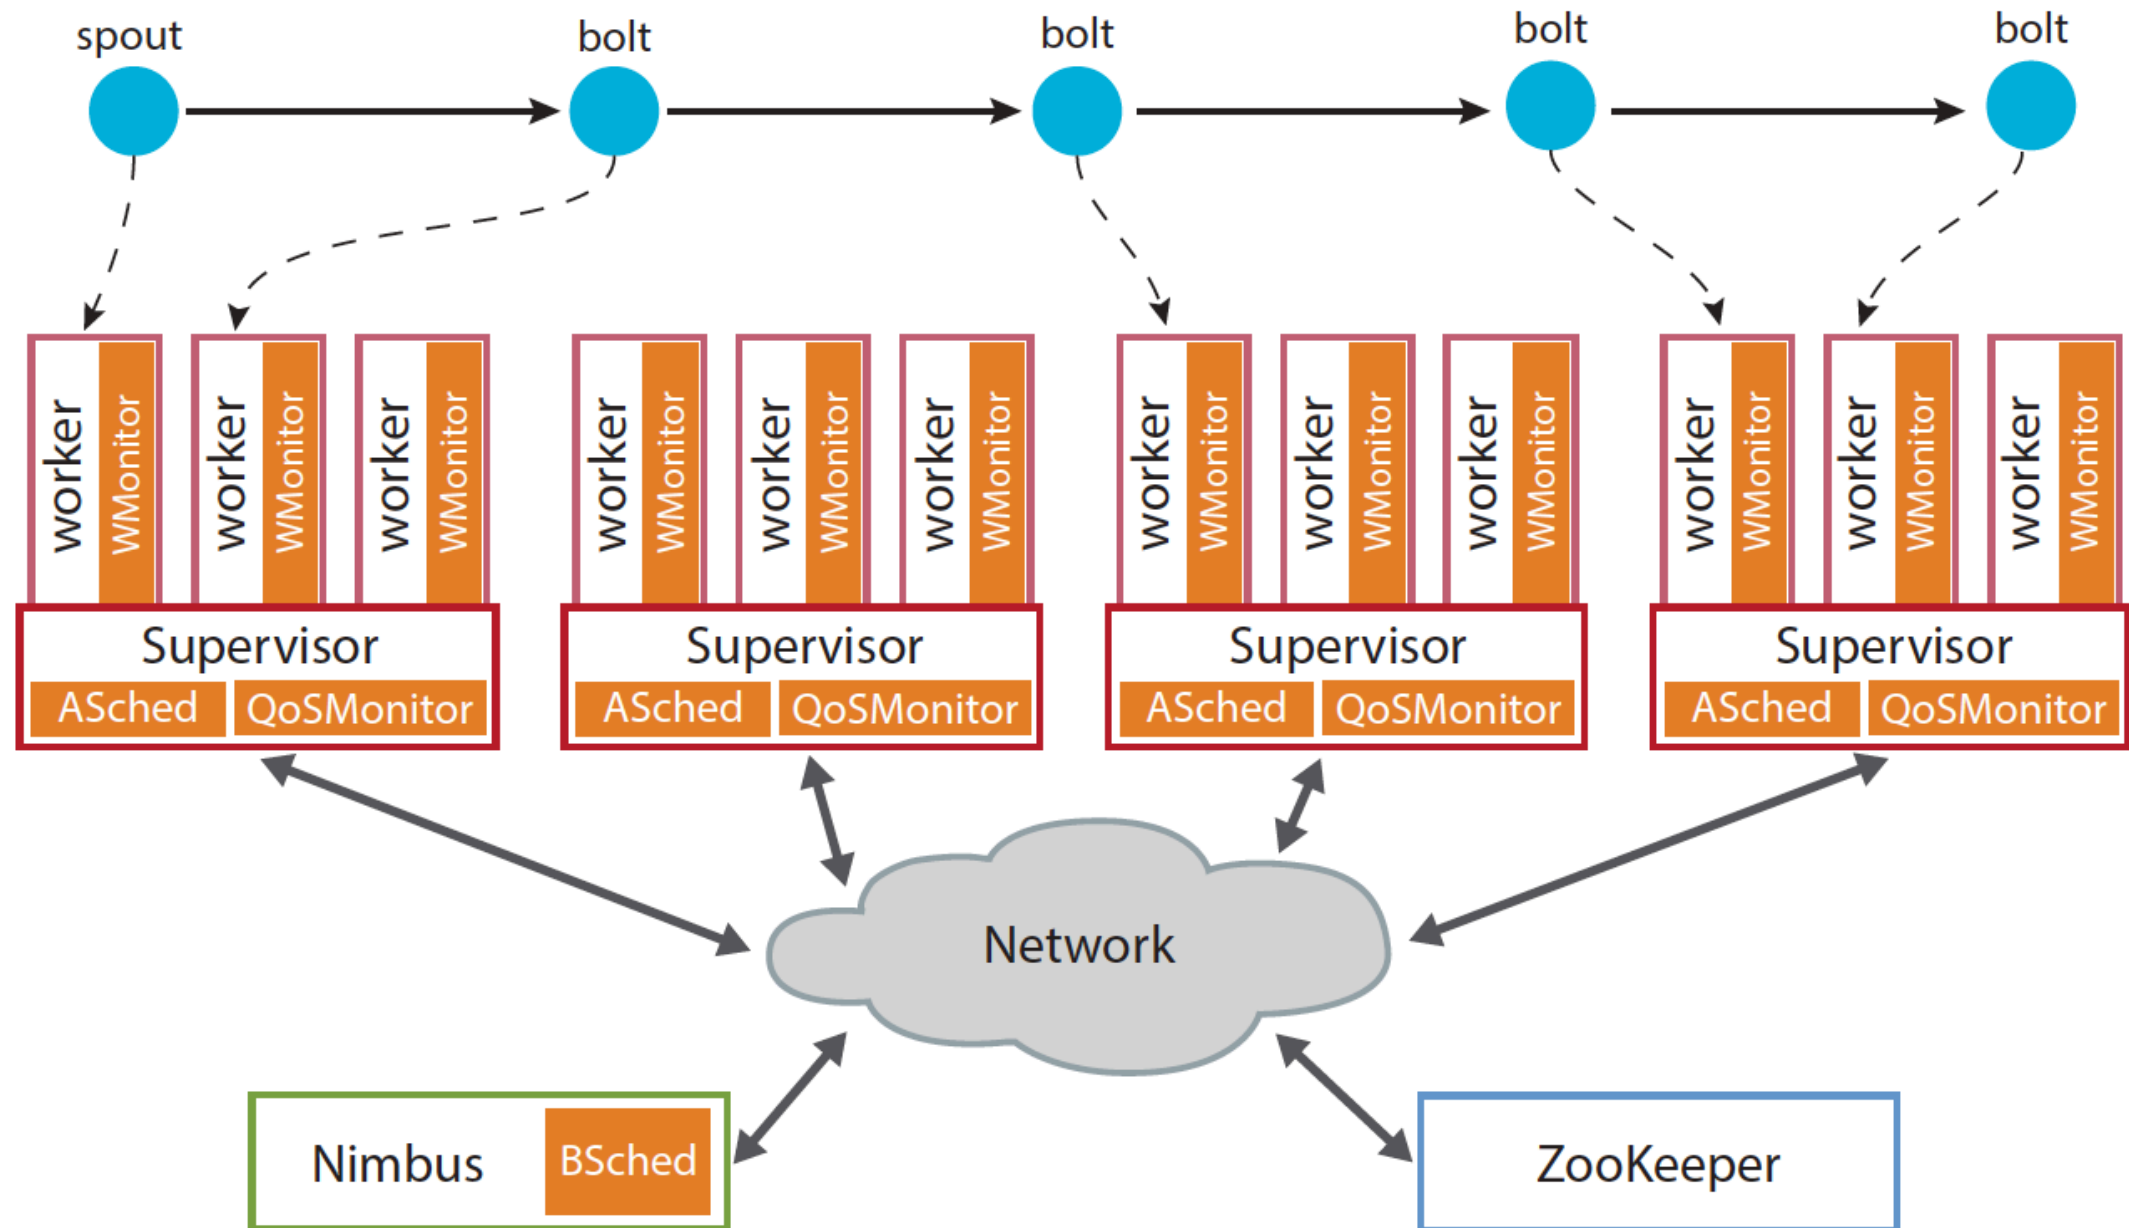 spout
bolt
bolt
bolt
bolt
worker
WMonitor
worker
WMonitor
worker
WMonitor
worker
WMonitor
worker
WMonitor
worker
WMonitor
worker
WMonitor
worker
WMonitor
worker
WMonitor
worker
WMonitor
worker
WMonitor
worker
WMonitor
Supervisor
ASched
QoSMonitor
Supervisor
ASched
QoSMonitor
Supervisor
ASched
QoSMonitor
Supervisor
ASched
QoSMonitor
Network
Nimbus
BSched
ZooKeeper